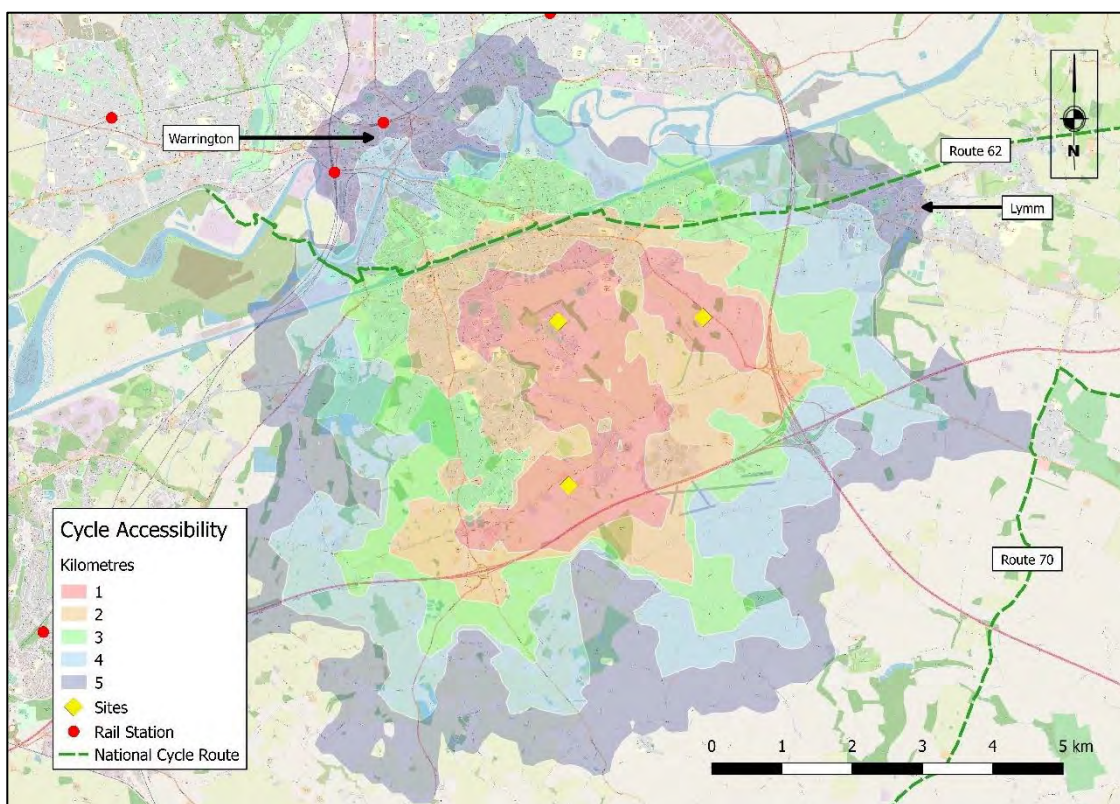 Warrington
Route 62
N
Lymm
Route 70
Cycle Accessibility
Kilometres
1
2
3
4
5
Sites
Rail Station
National Cycle Route
0 1 2 3 4 5 km